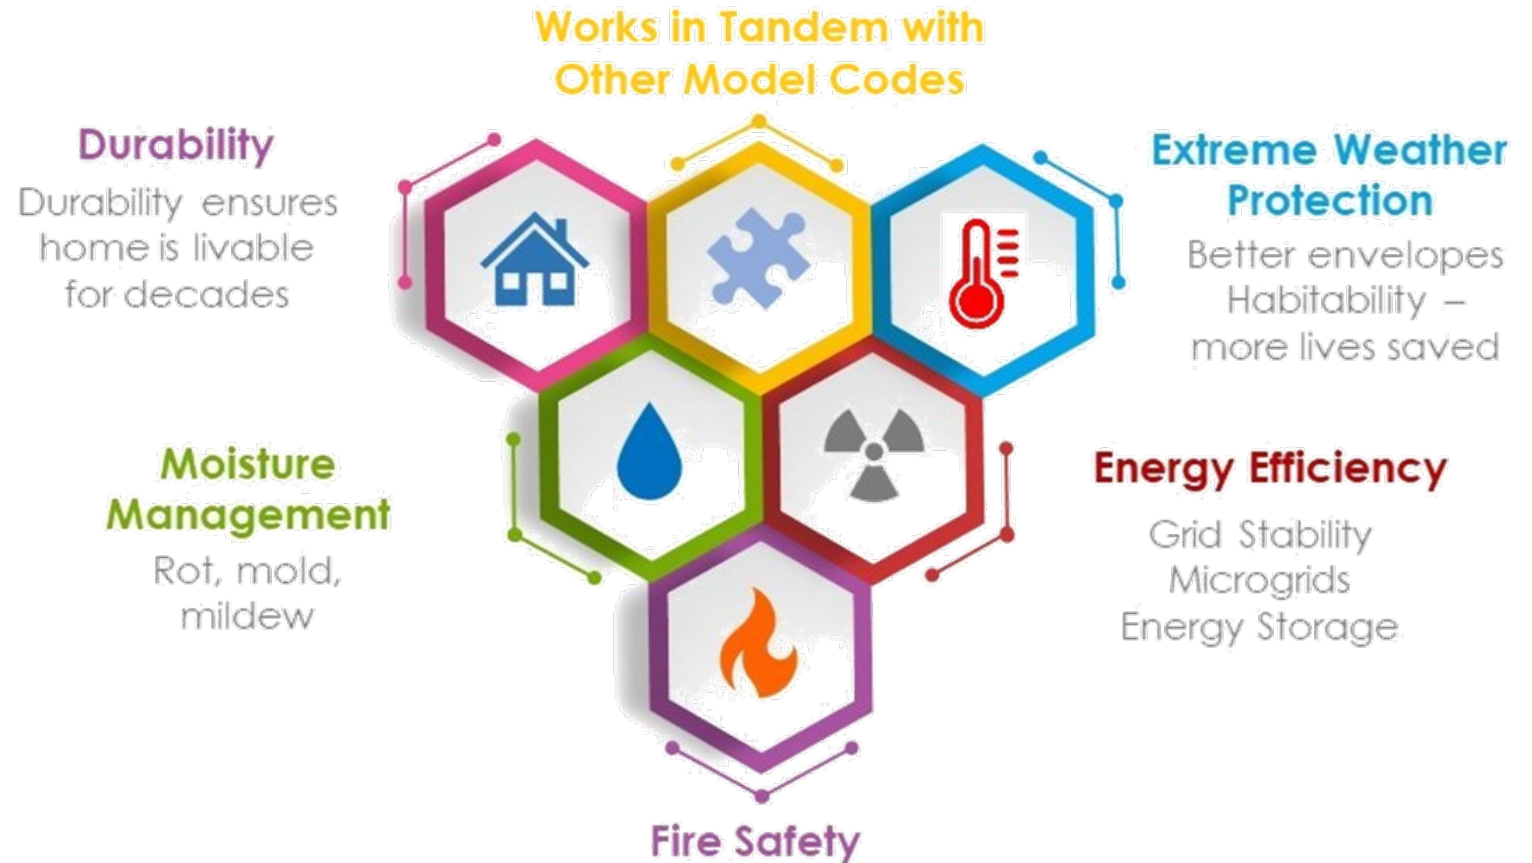 Works in Tandem with
Other Model Codes
Durability
Durability ensures
home is livable
for decades
Extreme Weather
Protection
Better envelopes
Habitability –
more lives saved
Moisture
Management
Rot, mold,
mildew
Energy Efficiency
Grid Stability
Microgrids
Energy Storage
Fire Safety